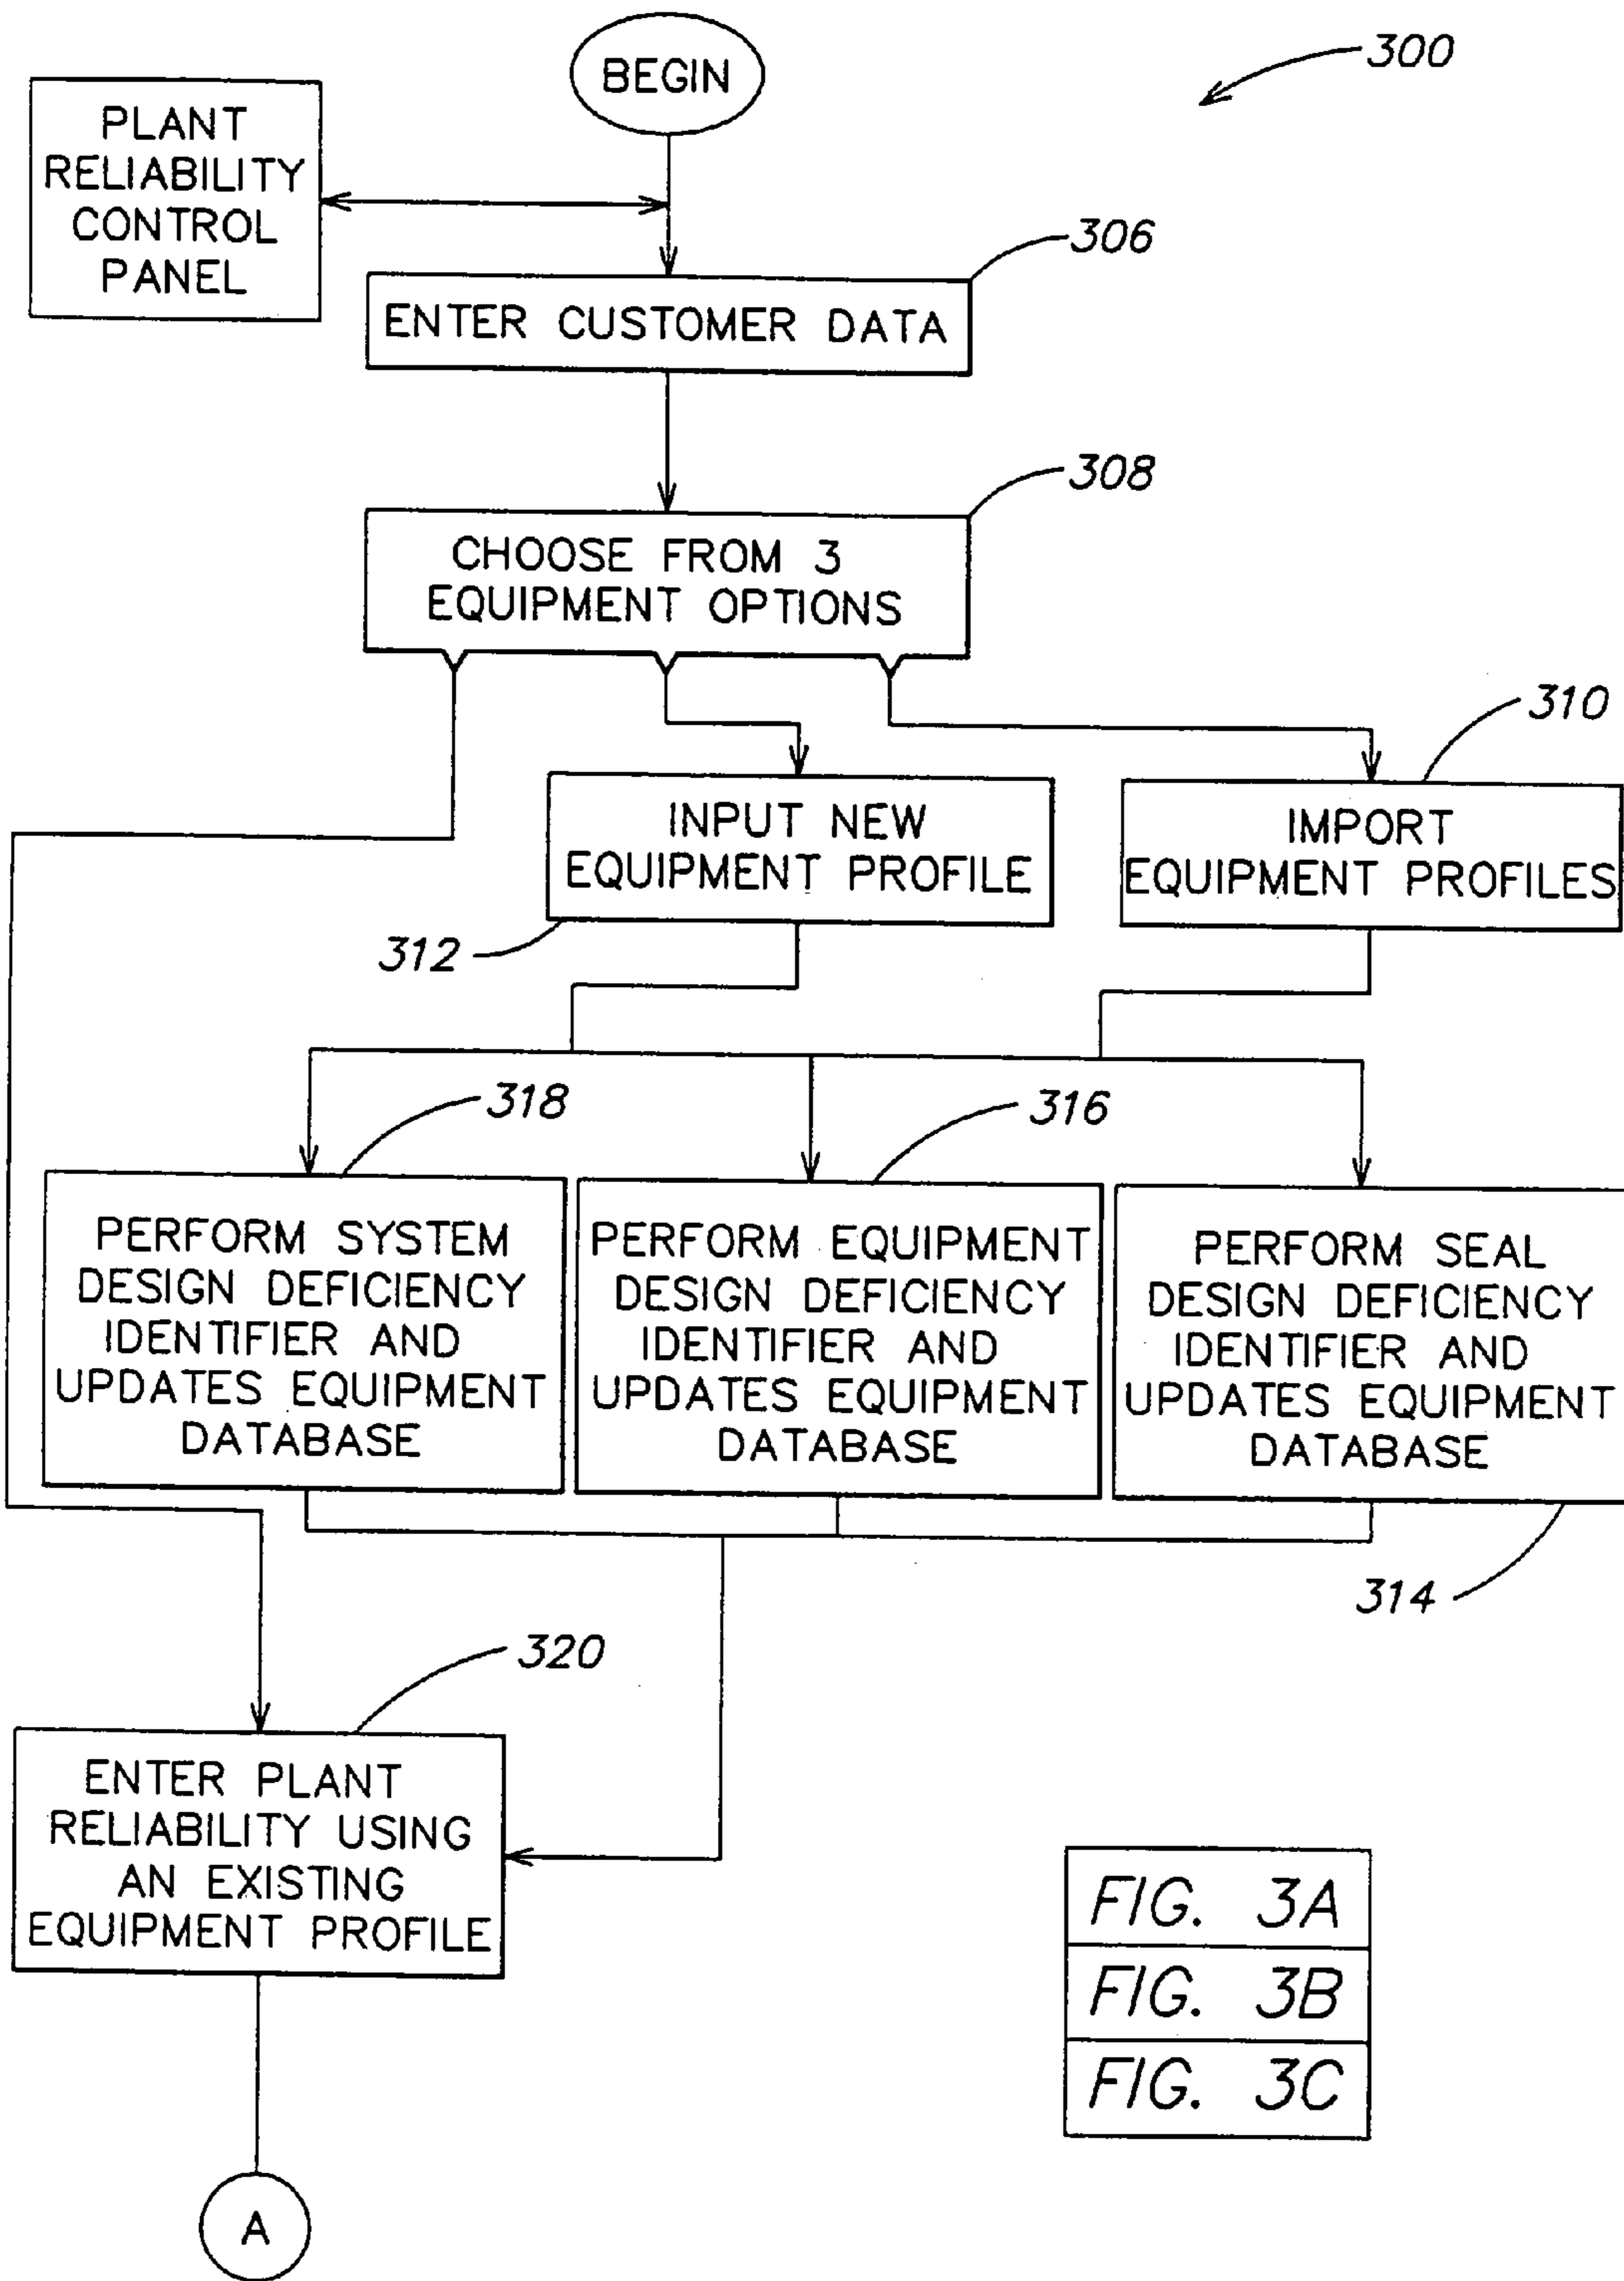 BEGIN
300
PLANT
RELIABILITY
CONTROL
PANEL
306
ENTER CUSTOMER DATA
308
CHOOSE FROM 3
EQUIPMENT OPTIONS
310
INPUT NEW
EQUIPMENT PROFILE
IMPORT
EQUIPMENT PROFILES
312
318
316
PERFORM SYSTEM
DESIGN DEFICIENCY
IDENTIFIER AND
UPDATES EQUIPMENT
DATABASE
PERFORM EQUIPMENT
DESIGN DEFICIENCY
IDENTIFIER AND
UPDATES EQUIPMENT
DATABASE
PERFORM SEAL
DESIGN DEFICIENCY
IDENTIFIER AND
UPDATES EQUIPMENT
DATABASE
314
320
ENTER PLANT
RELIABILITY USING
AN EXISTING
EQUIPMENT PROFILE
FIG. 3A
FIG. 3B
FIG. 3C
A